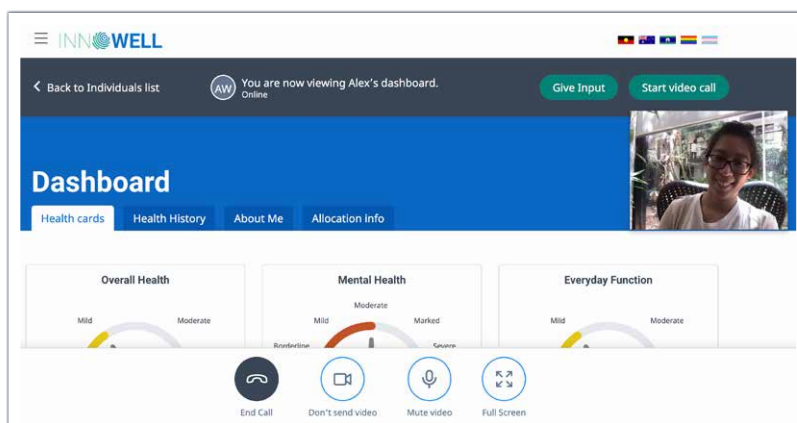 INNOWELL
Back to Individuals list
AW
You are now viewing Alex's dashboard.
Online
Give Input
Start video call
Dashboard
Health cards
Health History
About Me
Allocation info
Overall Health
Mild
Moderate
Mental Health
Borderline
Mild
Moderate
Marked
Severe
Everyday Function
Mild
Moderate
End Call
Don't send video
Mute video
Full Screen